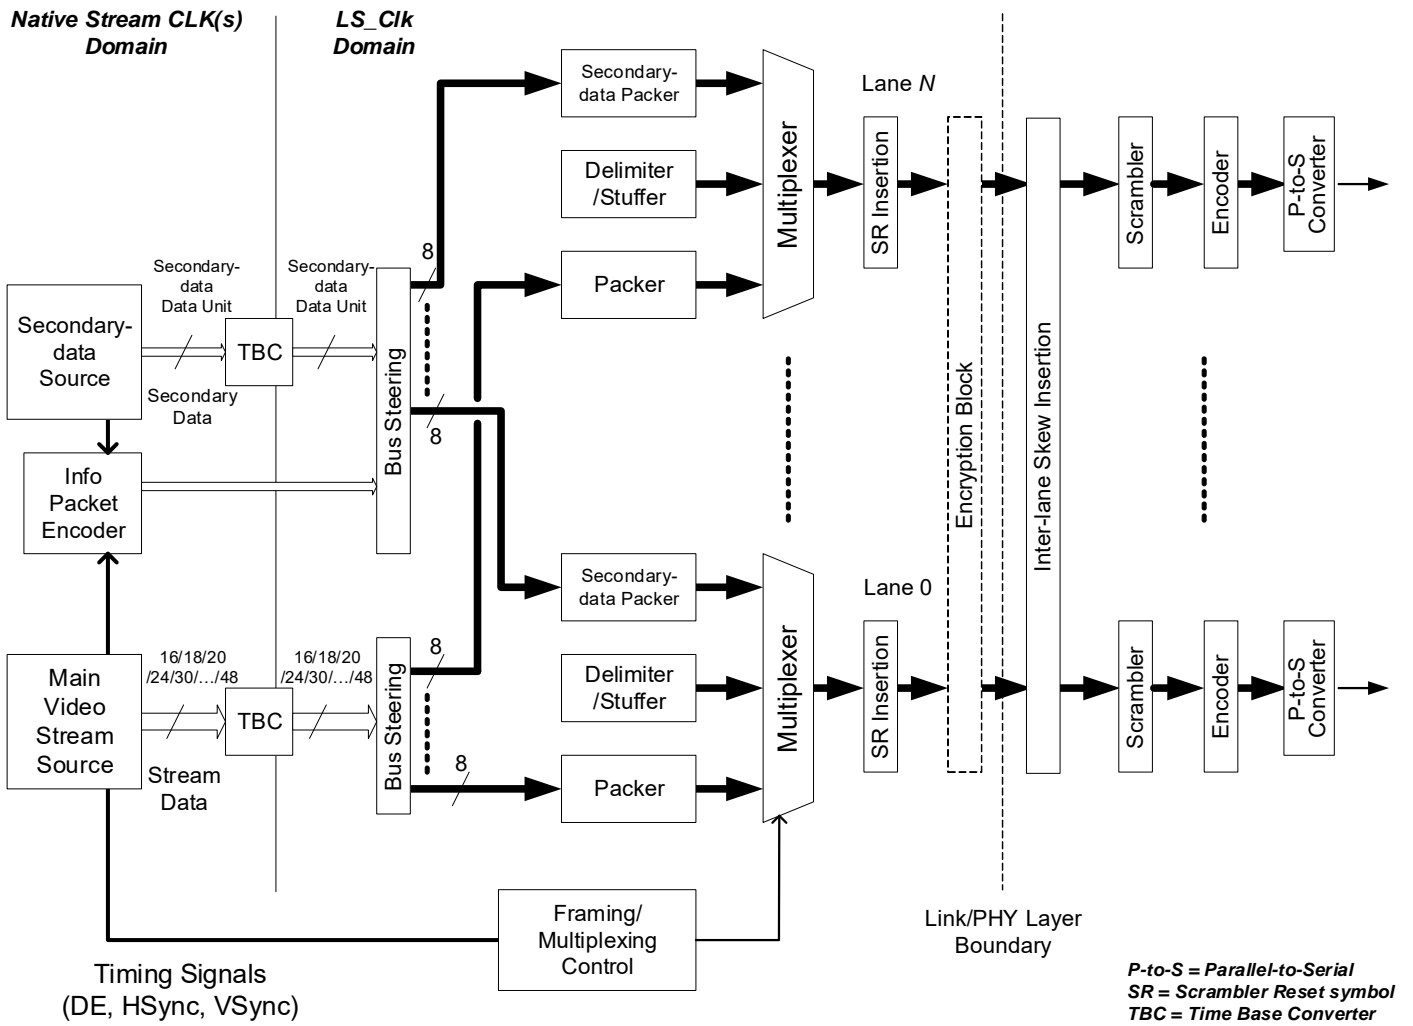 Native Stream CLK(s)
Domain
LS_Clk
Domain
Secondary-
data Packer
Delimiter
/Stuffer
Packer
Multiplexer
Lane N
SR Insertion
Encryption Block
Inter-lane Skew Insertion
Scrambler
Encoder
P-to-S
Converter
8
8
Secondary-
data
Data Unit
Secondary-
data
Data Unit
Secondary-
data
Source
TBC
Secondary
Data
Bus Steering
Info
Packet
Encoder
Secondary-
data Packer
Delimiter
/Stuffer
Packer
Multiplexer
Lane 0
SR Insertion
Scrambler
Encoder
P-to-S
Converter
Main
Video
Stream
Source
16/18/20
/24/30/…/48
16/18/20
/24/30/…/48
TBC
Stream
Data
Bus Steering
8
8
Framing/
Multiplexing
Control
Timing Signals
(DE, HSync, VSync)
Link/PHY Layer
Boundary
P-to-S = Parallel-to-Serial
SR = Scrambler Reset symbol
TBC = Time Base Converter